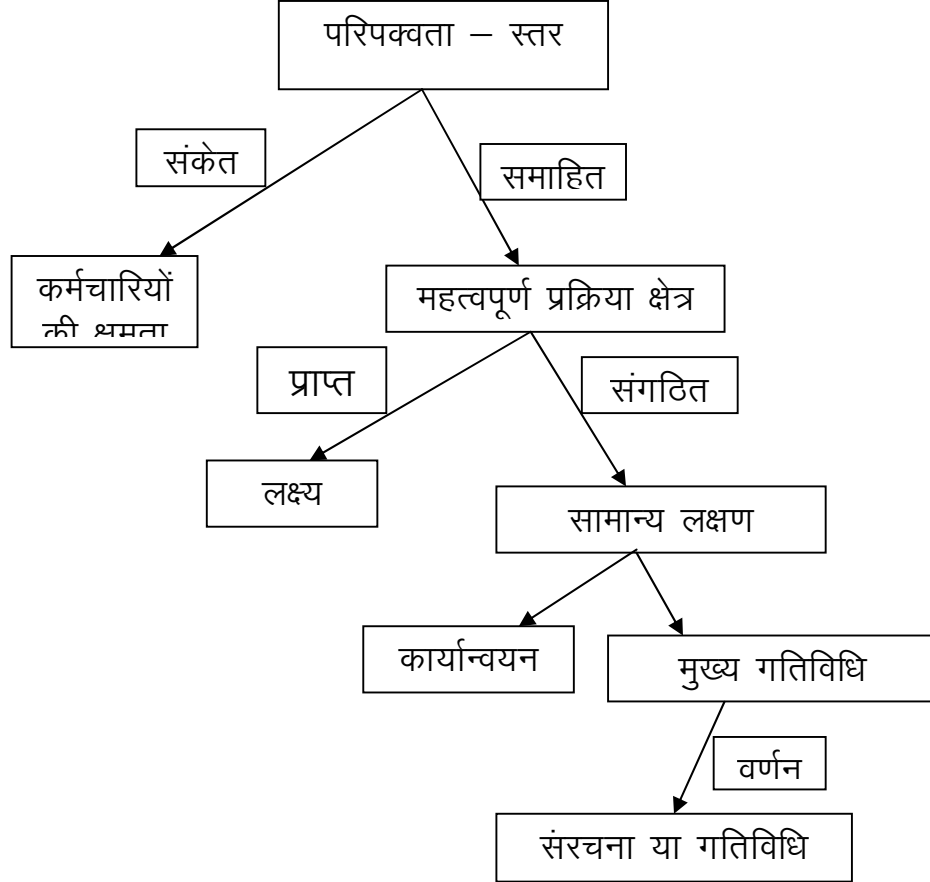 परिपक्वता – स्तर
संकेत
समाहित
कर्मचारियों
की क्षमता
महत्वपूर्ण प्रक्रिया क्षेत्र
प्राप्त
संगठित
लक्ष्य
सामान्य लक्षण
कार्यान्वयन
मुख्य गतिविधि
वर्णन
संरचना या गतिविधि